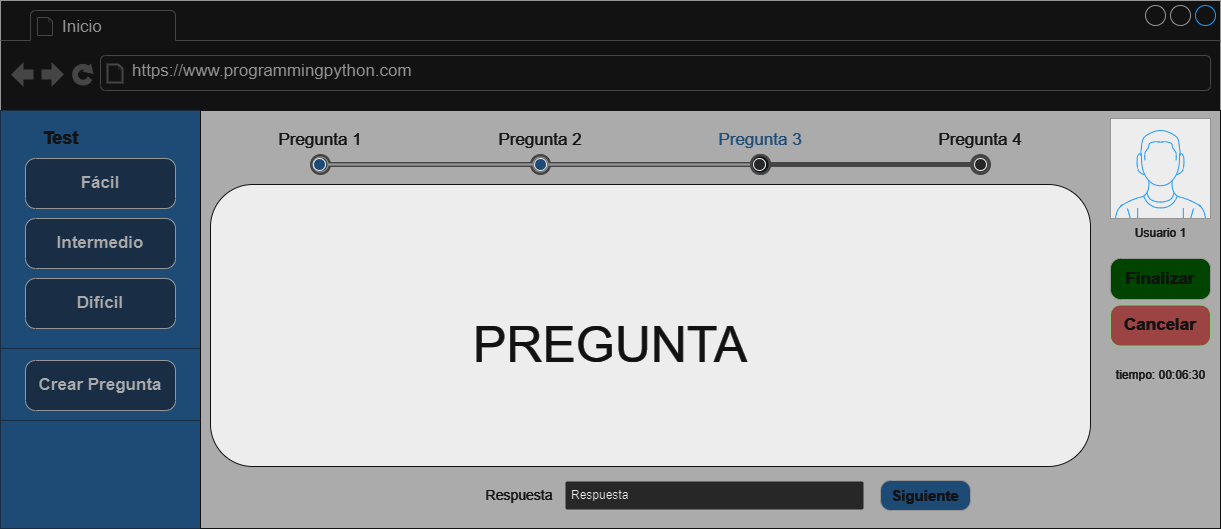 Inicio
https://www.programmingpython.com
Test
Fácil
Intermedio
Difícil
Crear Pregunta
Pregunta 1
Pregunta 2
Pregunta 3
Pregunta 4
PREGUNTA
Respuesta
Respuesta
Siguiente
Usuario 1
Finalizar
Cancelar
tiempo: 00:06:30